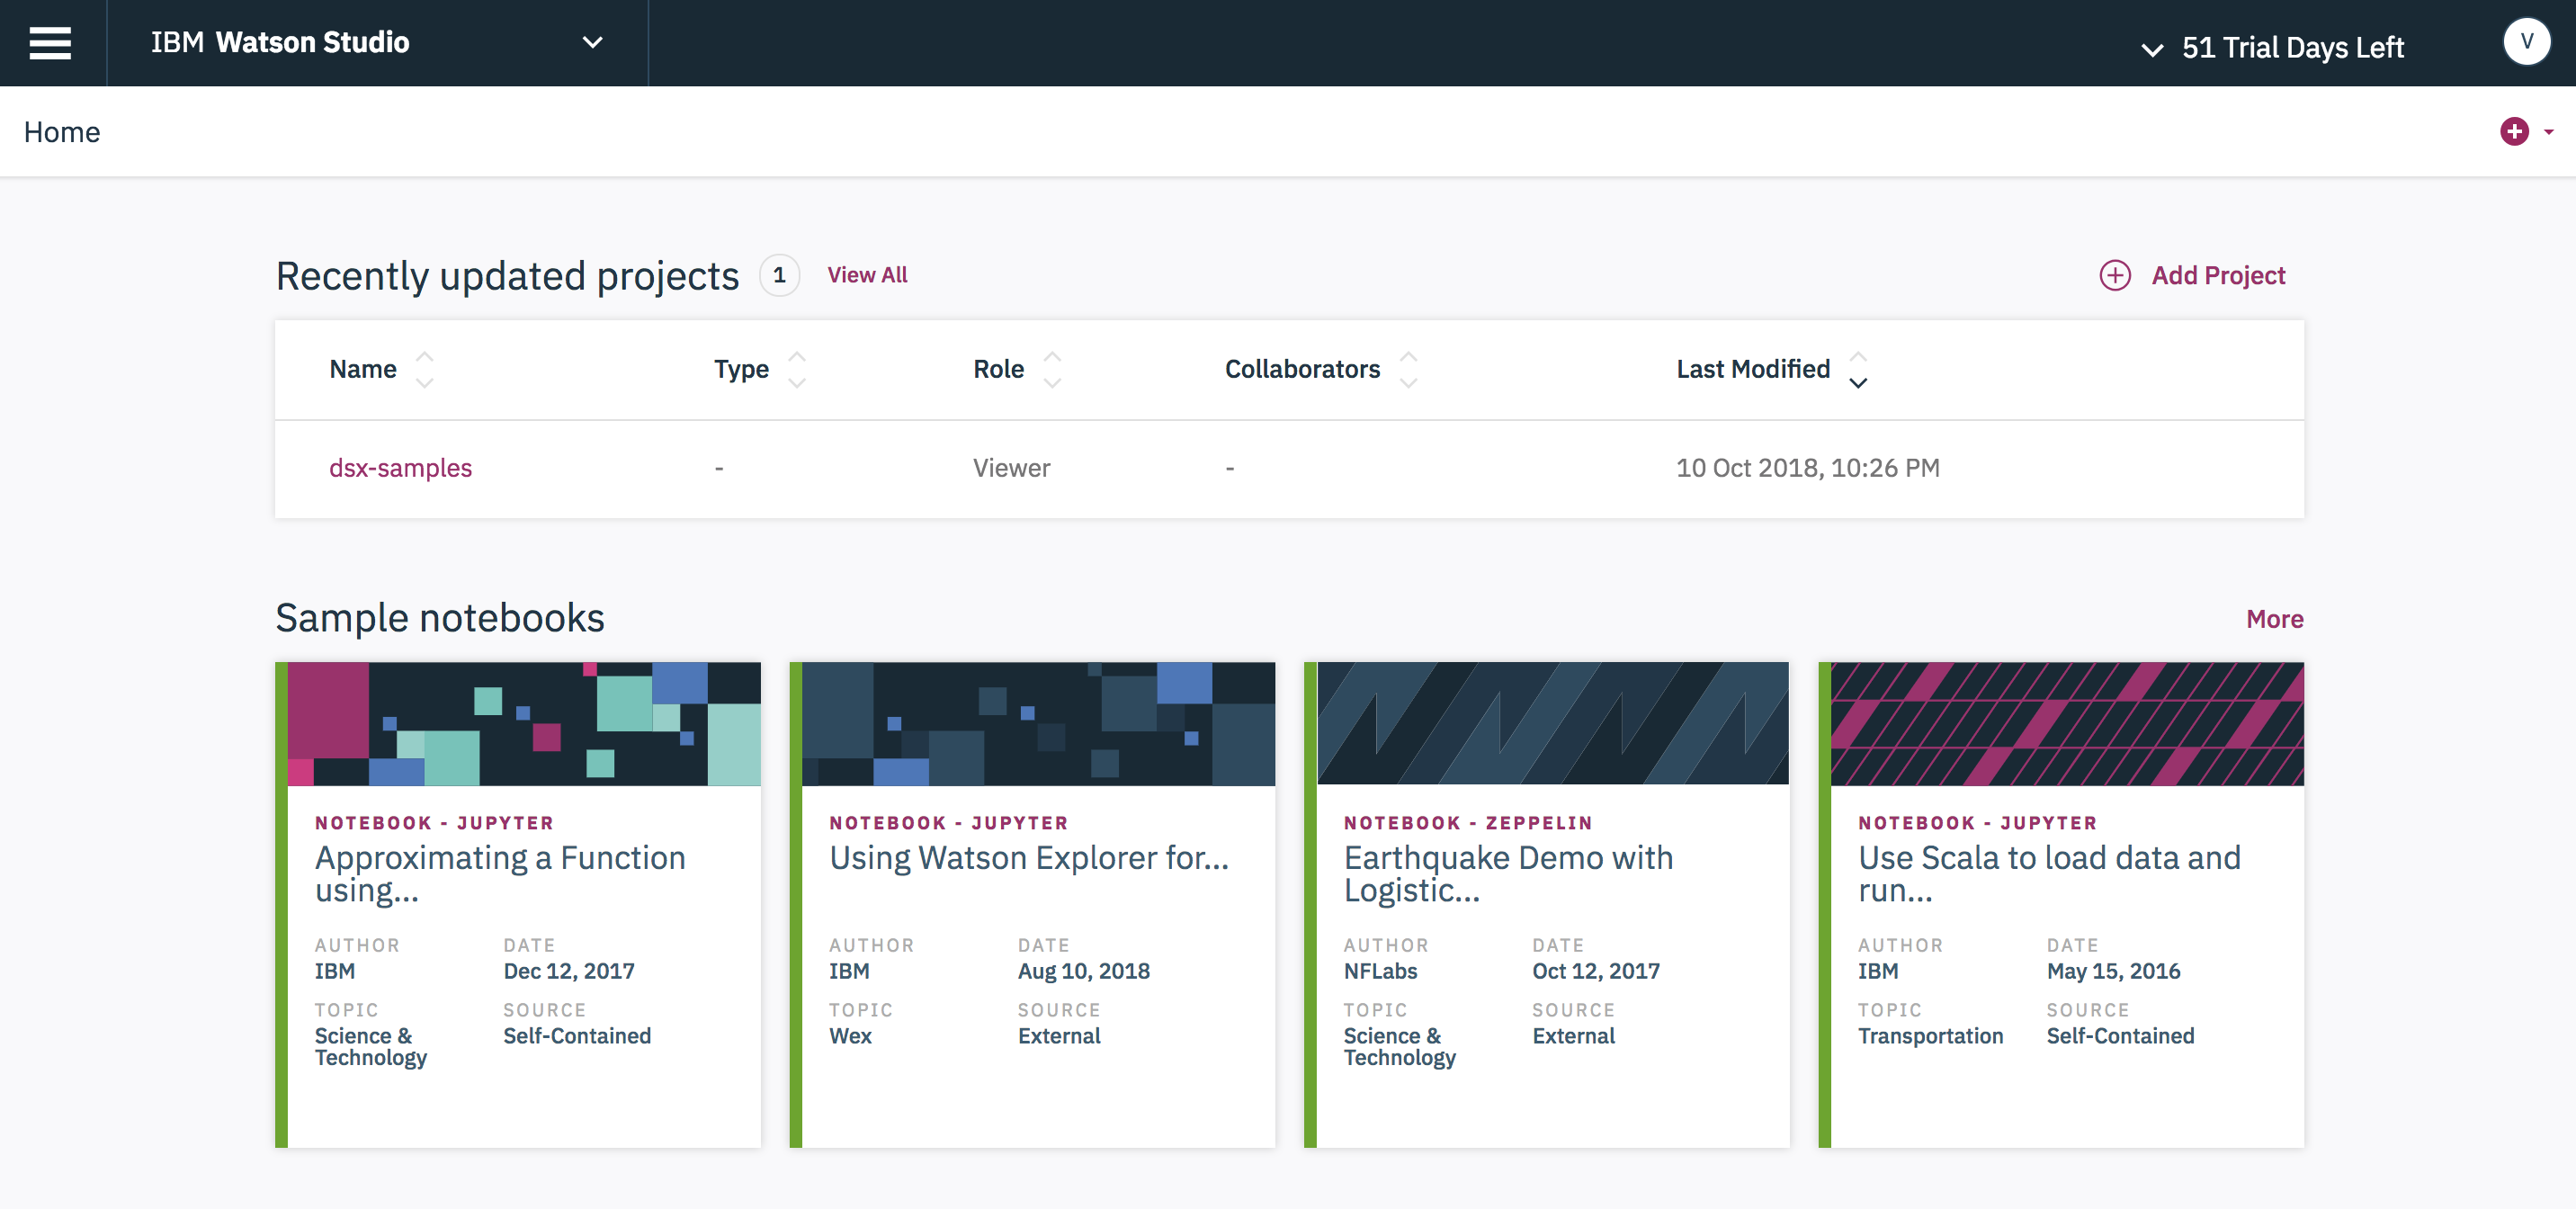 IBM Watson Studio
51 Trial Days Left
V
Home
Recently updated projects 1 View All
Add Project
Name Type Role Collaborators Last Modified
dsx-samples - Viewer - 10 Oct 2018, 10:26 PM
Sample notebooks
More
NOTEBOOK - JUPYTER
Approximating a Function
using...
AUTHOR DATE
IBM Dec 12, 2017
TOPIC SOURCE
Science & Self-Contained
Technology
NOTEBOOK - JUPYTER
Using Watson Explorer for...
AUTHOR DATE
IBM Aug 10, 2018
TOPIC SOURCE
Wex External
NOTEBOOK - ZEPPELIN
Earthquake Demo with
Logistic...
AUTHOR DATE
NFLabs Oct 12, 2017
TOPIC SOURCE
Science & External
Technology
NOTEBOOK - JUPYTER
Use Scala to load data and
run...
AUTHOR DATE
IBM May 15, 2016
TOPIC SOURCE
Transportation Self-Contained